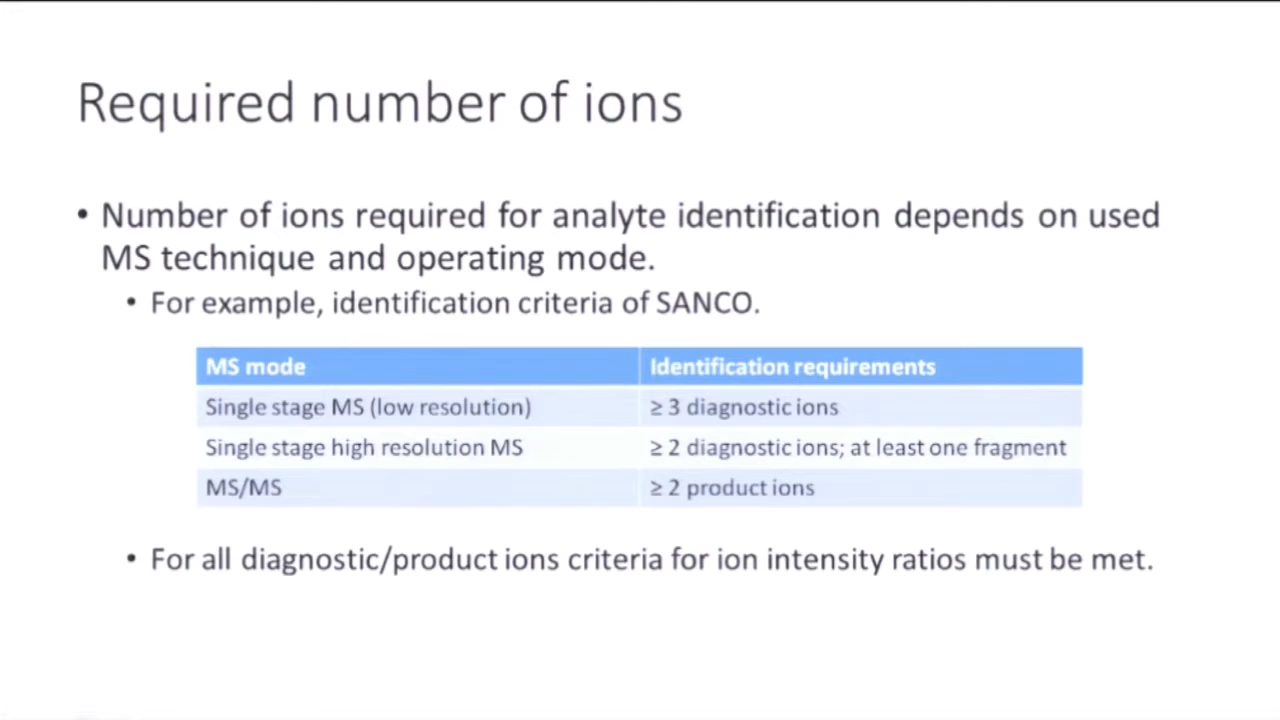 Required number of ions
• Number of ions required for analyte identification depends on used
MS technique and operating mode.
• For example, identification criteria of SANCO.
MS mode Identification requirements
Single stage MS (low resolution) ≥ 3 diagnostic ions
Single stage high resolution MS ≥ 2 diagnostic ions; at least one fragment
MS/MS ≥ 2 product ions
• For all diagnostic/product ions criteria for ion intensity ratios must be met.